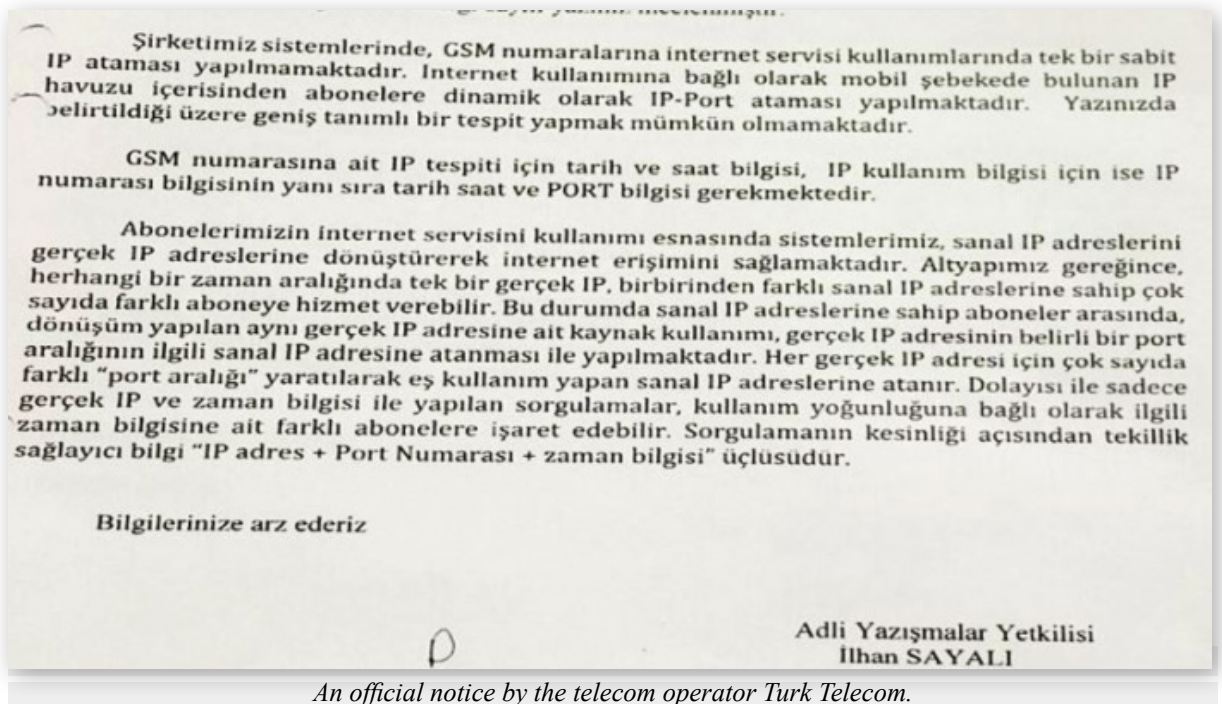 Şirketimiz sistemlerinde, GSM numaralarına internet servisi kullanımlarında tek bir sabit
IP ataması yapılmamaktadır. İnternet kullanımına bağlı olarak mobil şebekede bulunan IP
havuzu içerisinden abonelere dinamik olarak IP-Port ataması yapılmaktadır. Yazınızda
belirtildiği üzere geniş tanımlı bir tespit yapmak mümkün olmamaktadır.
GSM numarasına ait IP tespiti için tarih ve saat bilgisi, IP kullanım bilgisi için ise IP
numarası bilgisinin yanı sıra tarih saat ve PORT bilgisi gerekmektedir.
Abonelerimizin internet servisini kullanımı esnasında sistemlerimiz, sanal IP adreslerini
gerçek IP adreslerine dönüştürerek internet erişimini sağlamaktadır. Altyapımız gereğince,
herhangi bir zaman aralığında tek bir gerçek IP, birbirinden farklı sanal IP adreslerine sahip çok
sayıda farklı aboneye hizmet verebilir. Bu durumda sanal IP adreslerine sahip aboneler arasında,
dönüşüm yapılan aynı gerçek IP adresine ait kaynak kullanımı, gerçek IP adresinin belirli bir port
aralığının ilgili sanal IP adresine atanması ile yapılmaktadır. Her gerçek IP adresi için çok sayıda
farklı “port aralığı” yaratılarak eş kullanım yapan sanal IP adreslerine atanır. Dolayısı ile sadece
gerçek IP ve zaman bilgisi ile yapılan sorgulamalar, kullanım yoğunluğuna bağlı olarak ilgili
zaman bilgisine ait farklı abonelere işaret edebilir. Sorgulamanın kesinliği açısından tekillik
sağlayıcı bilgi “IP adres + Port Numarası + zaman bilgisi” üçlüsüdür.
Bilgilerinize arz ederiz
Adli Yazışmalar Yetkilisi
İlhan SAYALI
An official notice by the telecom operator Turk Telecom.